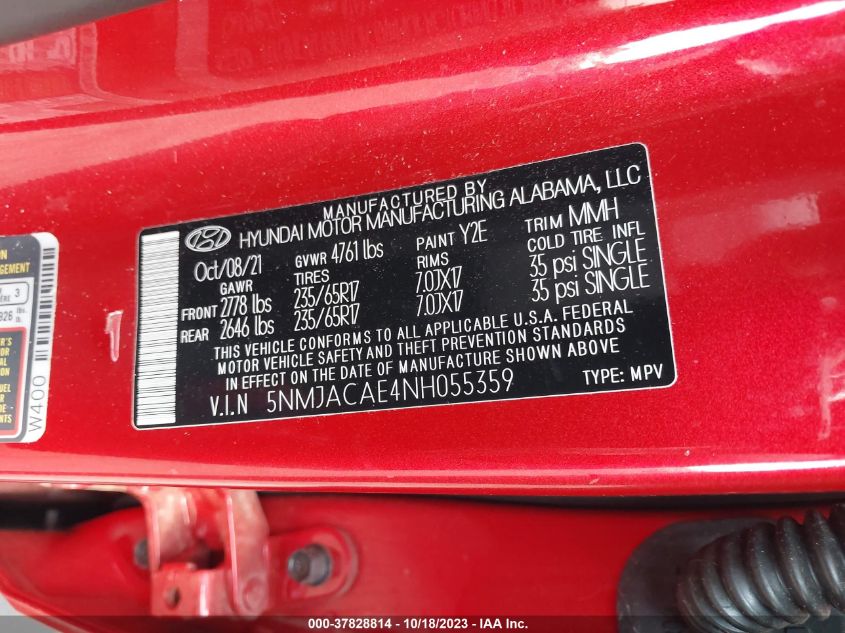 MANUFACTURED BY
HYUNDAI MOTOR MANUFACTURING ALABAMA, LLC
Oct/08/21 GVWR 4761 lbs PAINT Y2E TRIM MMH
GAWR TIRES RIMS COLD TIRE INFL
FRONT 2778 lbs 235/65R17 7.0JX17 35 psi SINGLE
REAR 2646 lbs 235/65R17 7.0JX17 35 psi SINGLE
THIS VEHICLE CONFORMS TO ALL APPLICABLE U.S.A. FEDERAL
MOTOR VEHICLE SAFETY AND THEFT PREVENTION STANDARDS
IN EFFECT ON THE DATE OF MANUFACTURE SHOWN ABOVE
V.I.N 5NMJACAE4NH055359 TYPE: MPV
W400
3
926 lbs.
000-37828814 - 10/18/2023 - IAA Inc.